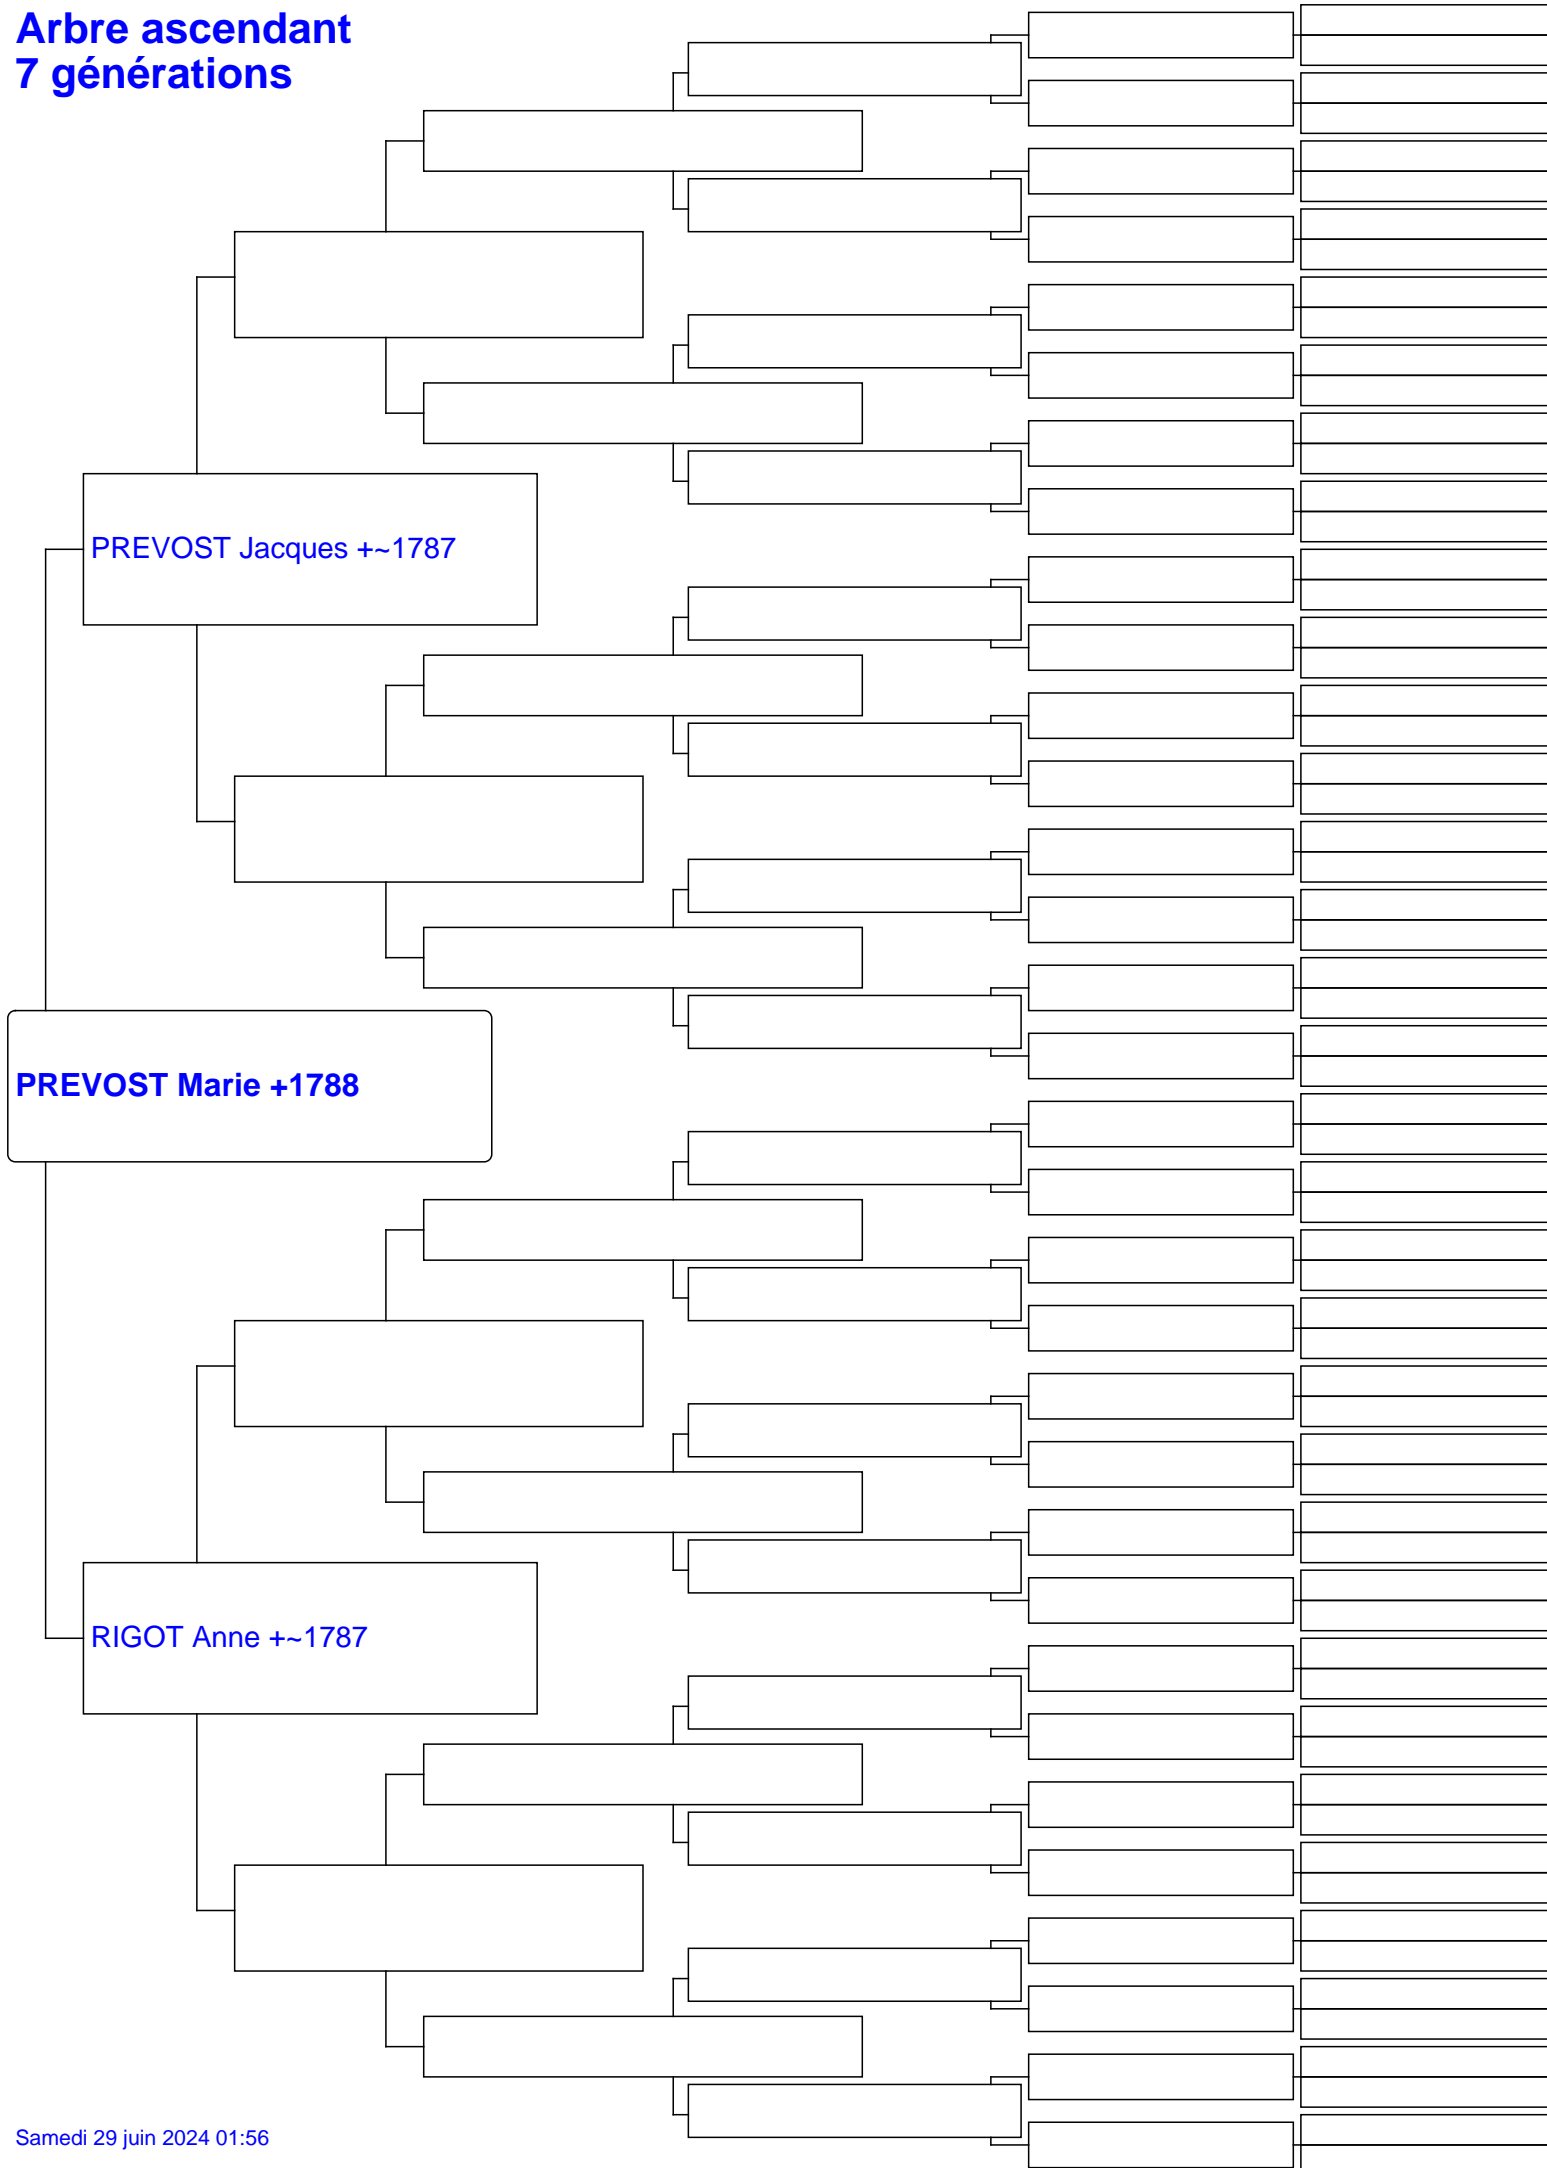 Arbre ascendant
7 générations
PREVOST Jacques +~1787
PREVOST Marie +1788
RIGOT Anne +~1787
Samedi 29 juin 2024 01:56